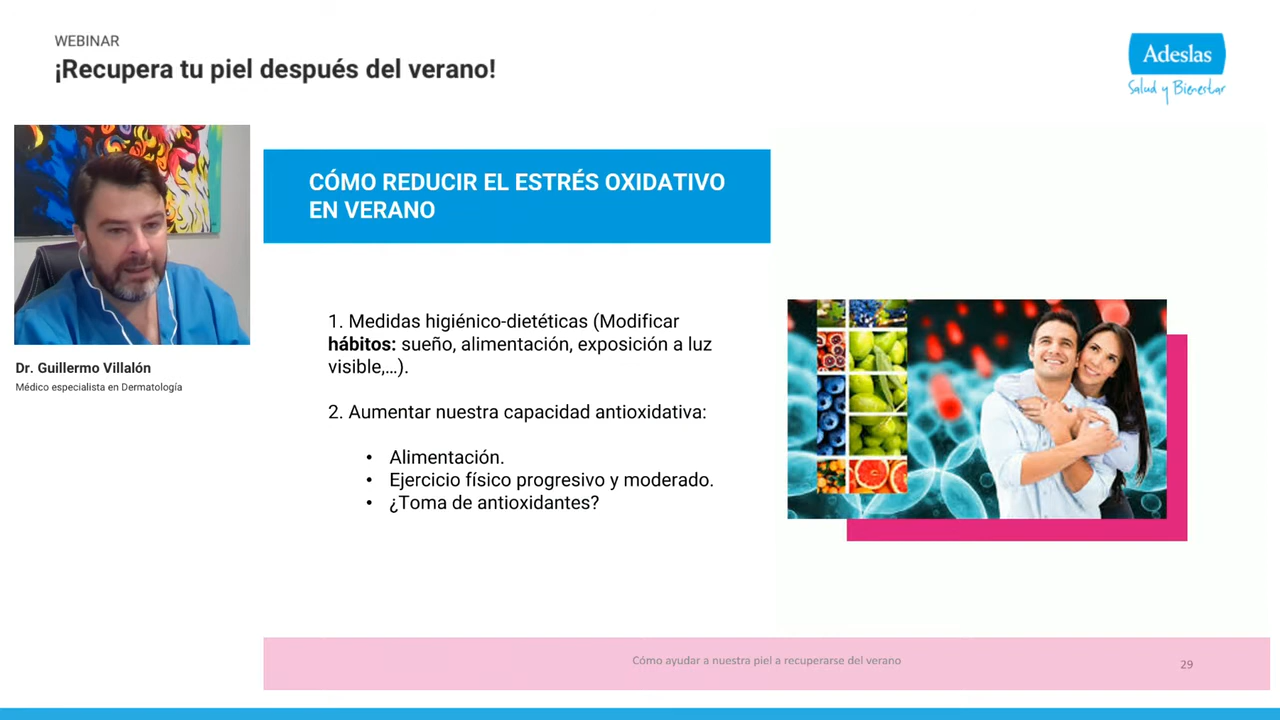 WEBINAR
¡Recupera tu piel después del verano!
Adeslas
Salud y Bienestar
CÓMO REDUCIR EL ESTRÉS OXIDATIVO
EN VERANO
1. Medidas higiénico-dietéticas (Modificar
hábitos: sueño, alimentación, exposición a luz
visible,...).
2. Aumentar nuestra capacidad antioxidativa:
• Alimentación.
• Ejercicio físico progresivo y moderado.
• ¿Toma de antioxidantes?
Dr. Guillermo Villalón
Médico especialista en Dermatología
Cómo ayudar a nuestra piel a recuperarse del verano
29